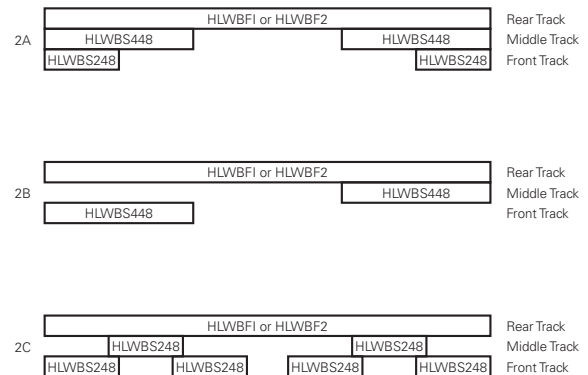 HLWBFI or HLWBF2 Rear Track
2A HLWBS448 HLWBS448 Middle Track
HLWBS248 HLWBS248 Front Track
HLWBFI or HLWBF2 Rear Track
2B HLWBS448 Middle Track
HLWBS448 Front Track
HLWBFI or HLWBF2 Rear Track
2C HLWBS248 HLWBS248 Middle Track
HLWBS248 HLWBS248 HLWBS248 HLWBS248 Front Track